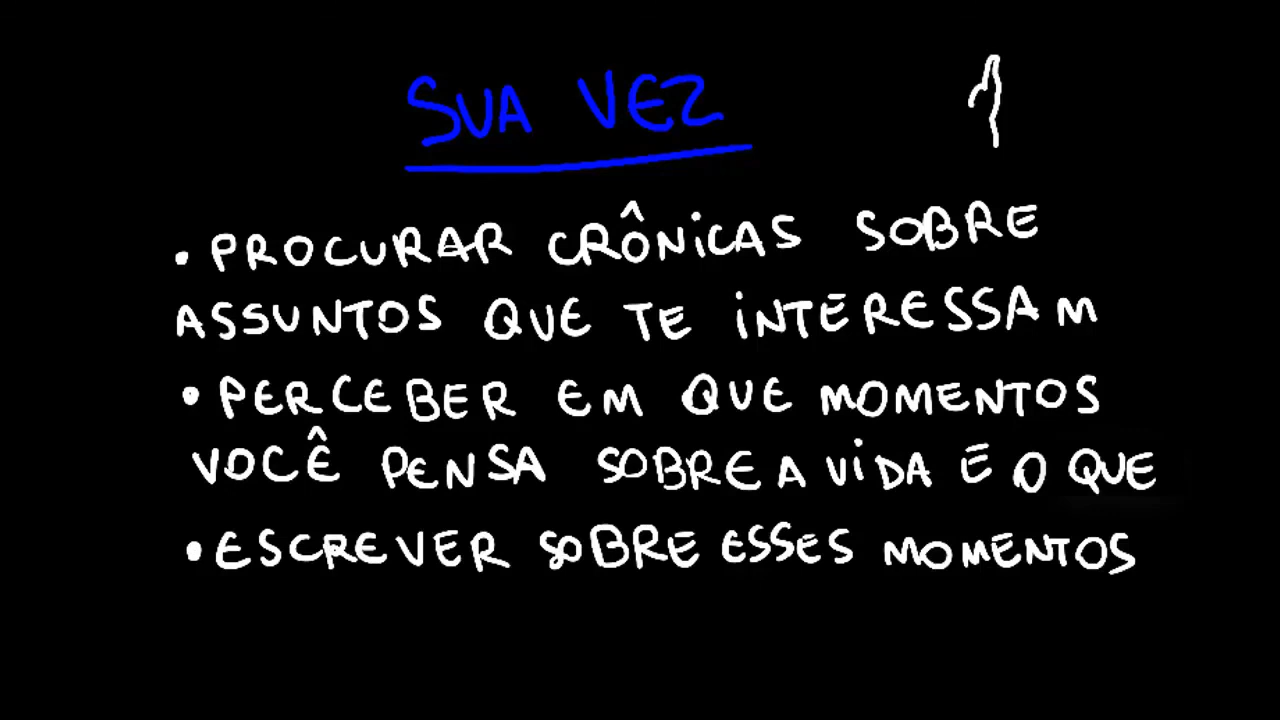 SUA VEZ
• PROCURAR CRÔNICAS SOBRE
ASSUNTOS QUE TE INTERESSAM
• PERCEBER EM QUE MOMENTOS
VOCÊ PENSA SOBRE A VIDA E O QUE
• ESCREVER SOBRE ESSES MOMENTOS